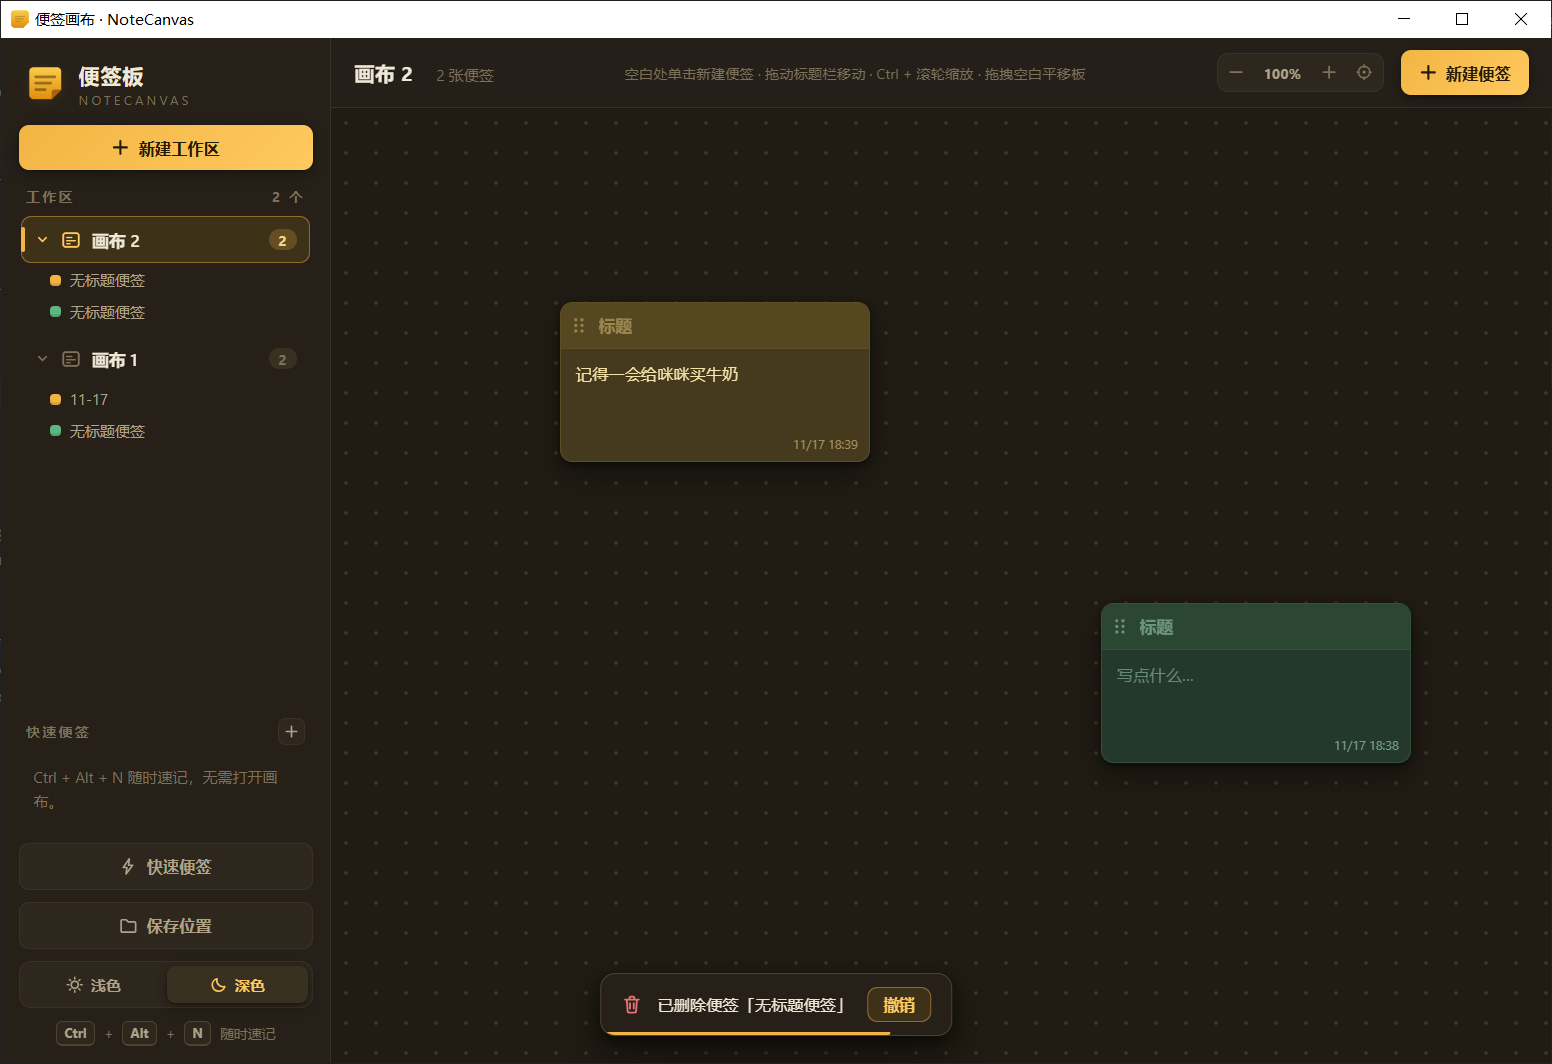 便签画布 · NoteCanvas
便签板
NOTECANVAS
新建工作区
工作区 2 个
画布 2 2
无标题便签
无标题便签
画布 1 2
11-17
无标题便签
快速便签
Ctrl + Alt + N 随时速记，无需打开画
布。
快速便签
保存位置
浅色 深色
Ctrl + Alt + N 随时速记
画布 2 2 张便签 空白处单击新建便签 · 拖动标题栏移动 · Ctrl + 滚轮缩放 · 拖拽空白平移板 100% 新建便签
标题
记得一会给咪咪买牛奶
11/17 18:39
标题
写点什么...
11/17 18:38
已删除便签「无标题便签」 撤销